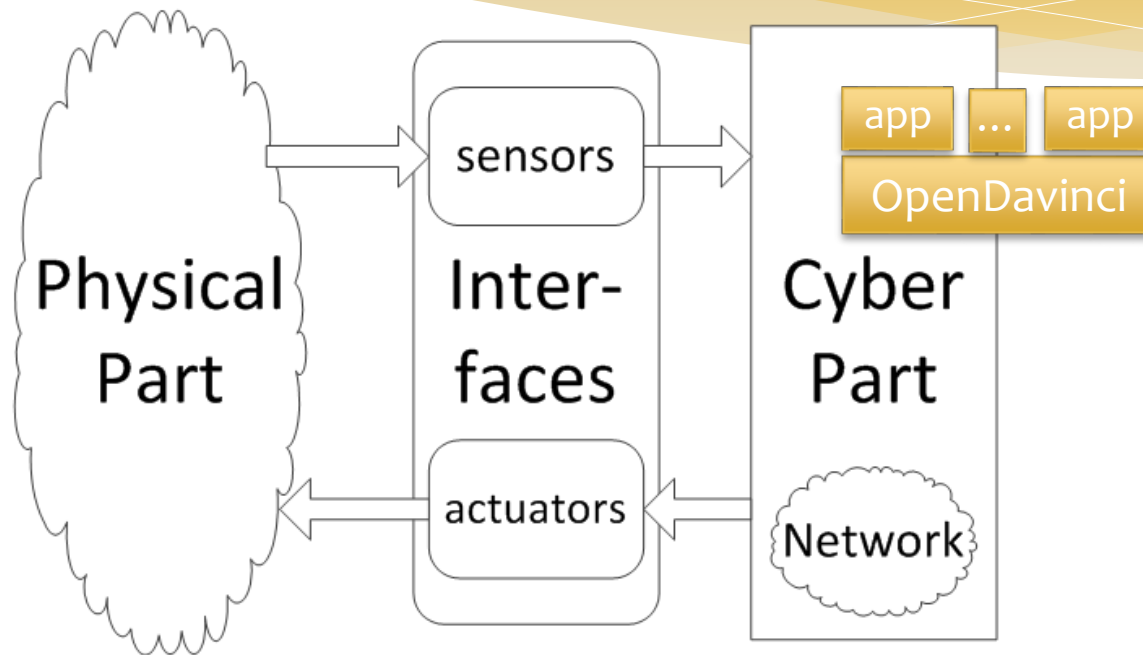 Physical
Part
sensors
Inter-
faces
actuators
app
...
app
OpenDavinci
Cyber
Part
Network